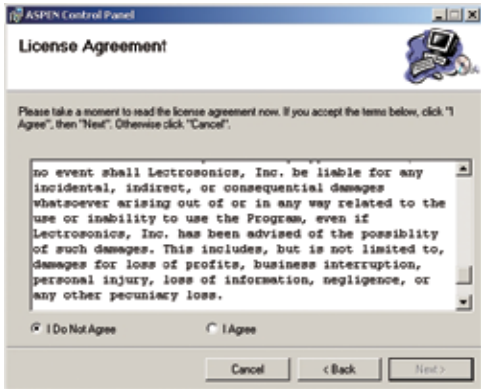 ASPEN Control Panel
License Agreement
Please take a moment to read the license agreement now. If you accept the terms below, click "I
Agree", then "Next". Otherwise click "Cancel".
no event shall Lectrosonics, Inc. be liable for any
incidental, indirect, or consequential damages
whatsoever arising out of or in any way related to the
use or inability to use the Program, even if
Lectrosonics, Inc. has been advised of the possiblity
of such damages. This includes, but is not limited to,
damages for loss of profits, business interruption,
personal injury, loss of information, negligence, or
any other pecuniary loss.
I Do Not Agree
I Agree
Cancel
< Back
Next >